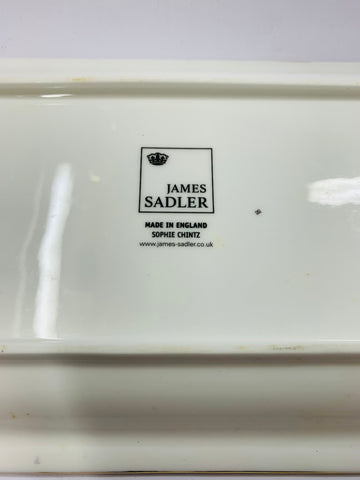 JAMES
SADLER
MADE IN ENGLAND
SOPHIE CHINTZ
www.james-sadler.co.uk